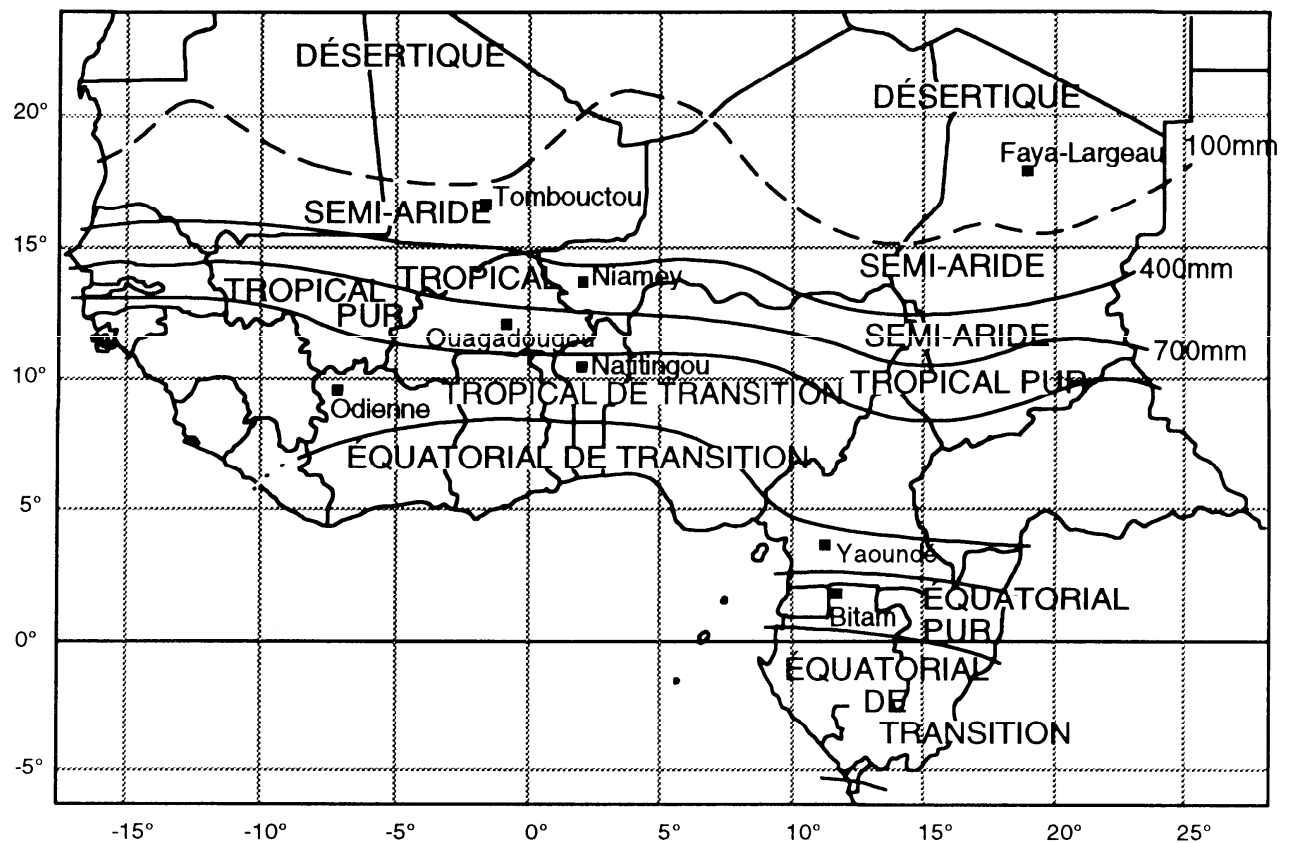 DÉSERTIQUE
DÉSERTIQUE
20°
Faya-Largeau
100mm
Tombouctou
SEMI-ARIDE
15°
SEMI-ARIDE
400mm
TROPICAL
Niamey
TROPICAL
PUR
Ouagadougou
SEMI-ARIDE
700mm
Natitingou
10°
TROPICAL PUR
TROPICAL DE TRANSITION
Odienne
ÉQUATORIAL DE TRANSITION
5°
Yaoundé
ÉQUATORIAL
PUR
Bitam
0°
ÉQUATORIAL
DE
TRANSITION
-5°
-15° -10° -5° 0° 5° 10° 15° 20° 25°